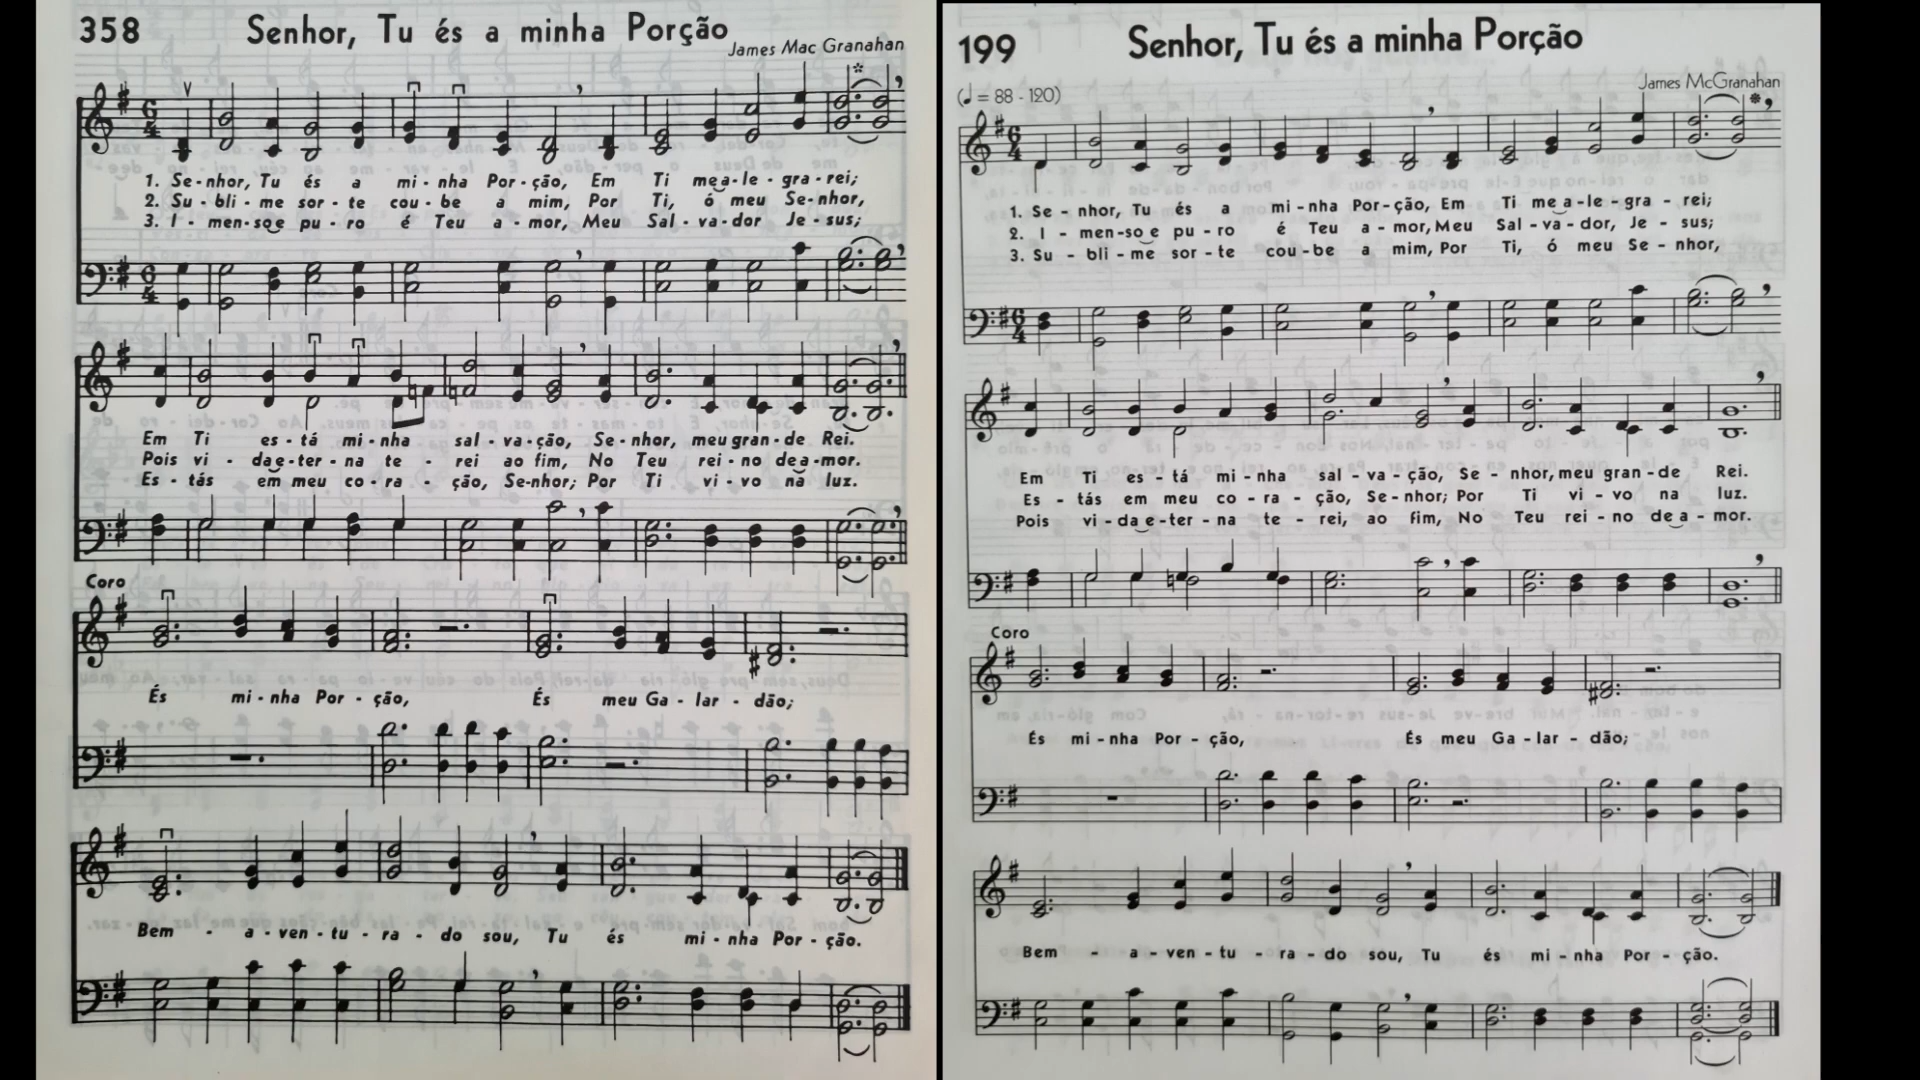 358 Senhor, Tu és a minha Porção
James Mac Granahan
1. Se-nhor, Tu és a mi-nha Por-ção, Em Ti me a-le-gra-rei;
2. Su-bli-me sor-te cou-be a mim, Por Ti, ó meu Se-nhor,
3. I-men-so e pu-ro é Teu a-mor, Meu Sal-va-dor Je-sus;
Em Ti es-tá mi-nha sal-va-ção, Se-nhor, meu gran-de Rei.
Pois vi-da e-ter-na te-rei ao fim, No Teu rei-no de a-mor.
Es-tás em meu co-ra-ção, Se-nhor; Por Ti vi-vo na luz.
Coro
És mi-nha Por-ção, És meu Ga-lar-dão;
Bem-a-ven-tu-ra-do sou, Tu és mi-nha Por-ção.
199 Senhor, Tu és a minha Porção
James McGranahan
(♩ = 88 - 120)
1. Se-nhor, Tu és a mi-nha Por-ção, Em Ti me a-le-gra-rei;
2. I-men-so e pu-ro é Teu a-mor, Meu Sal-va-dor, Je-sus;
3. Su-bli-me sor-te cou-be a mim, Por Ti, ó meu Se-nhor,
Em Ti es-tá mi-nha sal-va-ção, Se-nhor, meu gran-de Rei.
Es-tás em meu co-ra-ção, Se-nhor; Por Ti vi-vo na luz.
Pois vi-da e-ter-na te-rei, ao fim, No Teu rei-no de a-mor.
Coro
És mi-nha Por-ção, És meu Ga-lar-dão;
Bem-a-ven-tu-ra-do sou, Tu és mi-nha Por-ção.